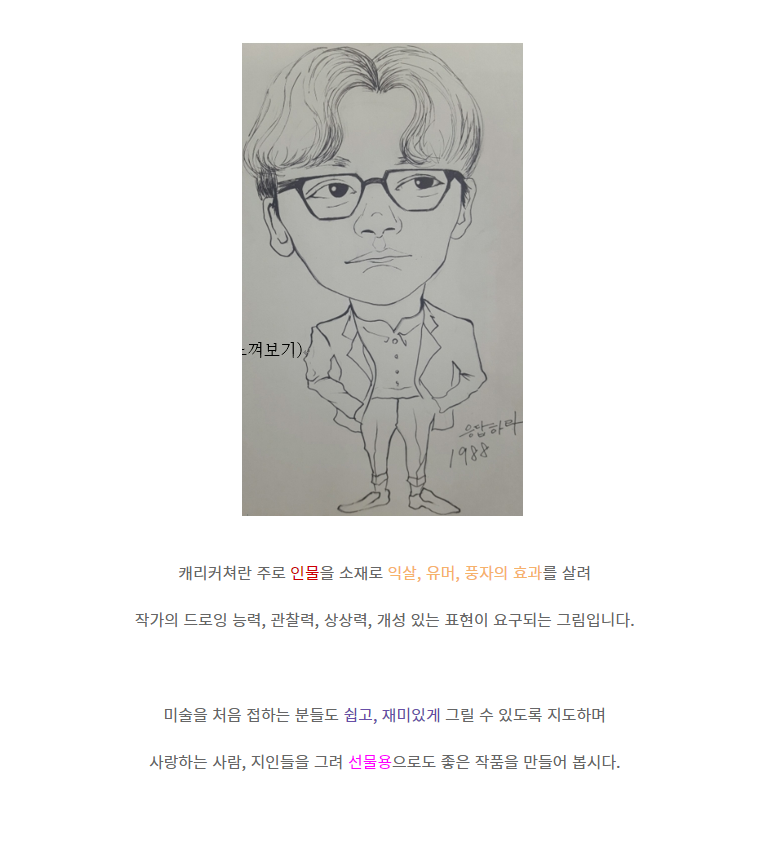 느껴보기)
응답하라
1988
캐리커쳐란 주로 인물을 소재로 익살, 유머, 풍자의 효과를 살려
작가의 드로잉 능력, 관찰력, 상상력, 개성 있는 표현이 요구되는 그림입니다.
미술을 처음 접하는 분들도 쉽고, 재미있게 그릴 수 있도록 지도하며
사랑하는 사람, 지인들을 그려 선물용으로도 좋은 작품을 만들어 봅시다.